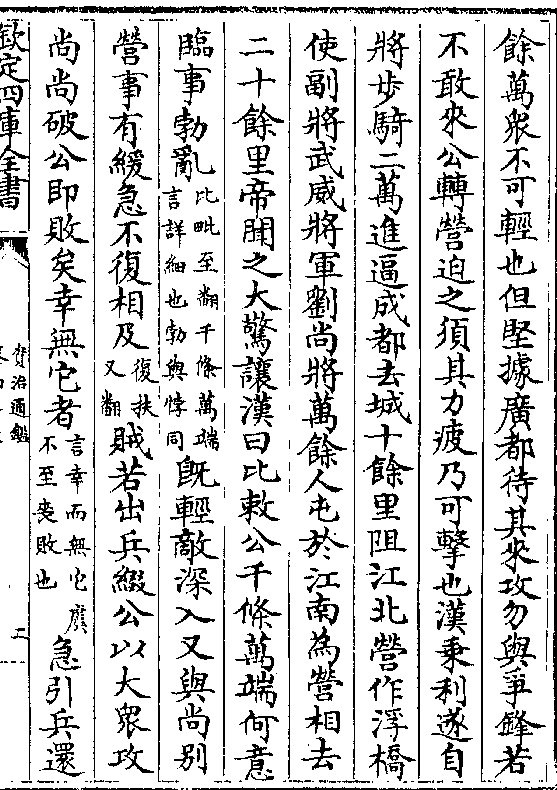 餘萬衆不可輕也但堅據廣都待其來攻勿與爭鋒若
不敢來公轉營迫之須其力疲乃可擊也漢乗利遂自
將步騎二萬進逼成都去城十餘里阻江北營作浮橋
使副將武威將軍劉尚將萬餘人屯於江南為營相去
二十餘里帝聞之大驚讓漢曰比敕公千條萬端何意
臨事勃亂比毗至翻千條萬端言詳細也勃與悖同既輕敵深入又與尚别
營事有緩急不復相及復扶又翻賊若出兵綴公以大衆攻
尚尚破公即敗矣幸無它者言幸而無它虞不至喪敗也急引兵還
欽定四庫全書
資治通鑑